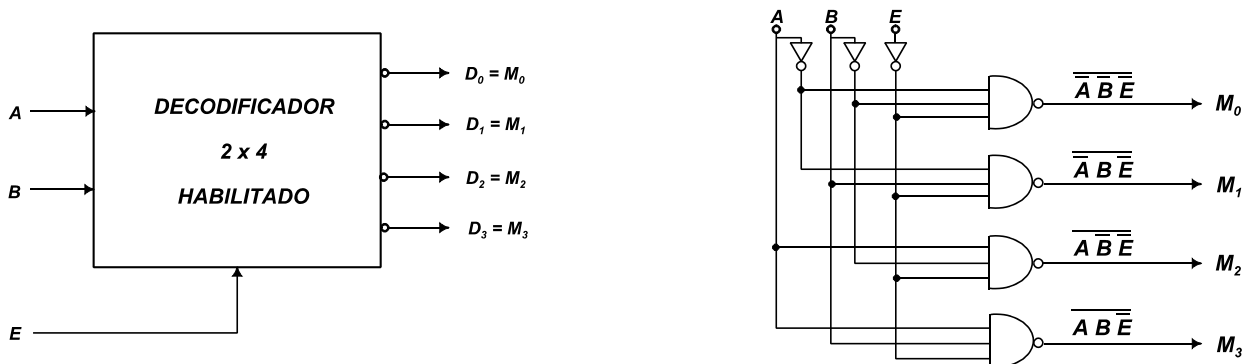 DECODIFICADOR
2 x 4
HABILITADO
A
B
E
D₀ = M₀
D₁ = M₁
D₂ = M₂
D₃ = M₃
A B E
A̅ B̅ E̅ M₀
A̅ B E̅ M₁
A B̅ E̅ M₂
A B E̅ M₃